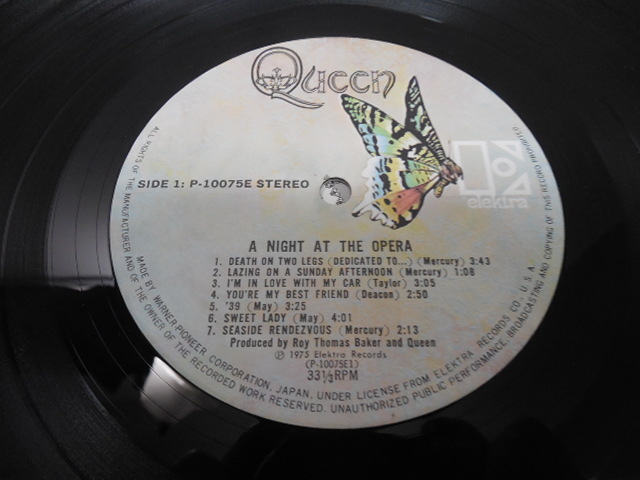 Queen
elektra
SIDE 1: P-10075E STEREO
A NIGHT AT THE OPERA
1. DEATH ON TWO LEGS (DEDICATED TO...) (Mercury) 3:43
2. LAZING ON A SUNDAY AFTERNOON (Mercury) 1:08
3. I'M IN LOVE WITH MY CAR (Taylor) 3:05
4. YOU'RE MY BEST FRIEND (Deacon) 2:50
5. '39 (May) 3:25
6. SWEET LADY (May) 4:01
7. SEASIDE RENDEZVOUS (Mercury) 2:13
Produced by Roy Thomas Baker and Queen
Ⓟ 1975 Elektra Records
(P-10075E1)
33⅓RPM
MADE BY WARNER-PIONEER CORPORATION, JAPAN, UNDER LICENSE FROM ELEKTRA RECORDS CO., U.S.A.
ALL RIGHTS OF THE MANUFACTURER AND OF THE OWNER OF THE RECORDED WORK RESERVED. UNAUTHORIZED PUBLIC PERFORMANCE, BROADCASTING AND COPYING OF THIS RECORD PROHIBITED